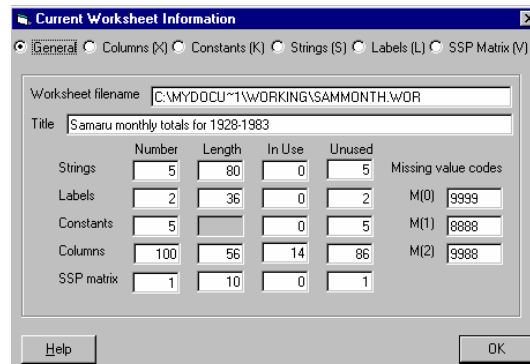 Current Worksheet Information
General Columns (X) Constants (K) Strings (S) Labels (L) SSP Matrix (V)
Worksheet filename C:\MYDOCU~1\WORKING\SAMMONTH.WOR
Title Samaru monthly totals for 1928-1983
Number Length In Use Unused
Strings 5 80 0 5 Missing value codes
Labels 2 36 0 2 M(0) 9999
Constants 5 0 5 M(1) 8888
Columns 100 56 14 86 M(2) 9988
SSP matrix 1 10 0 1
Help OK